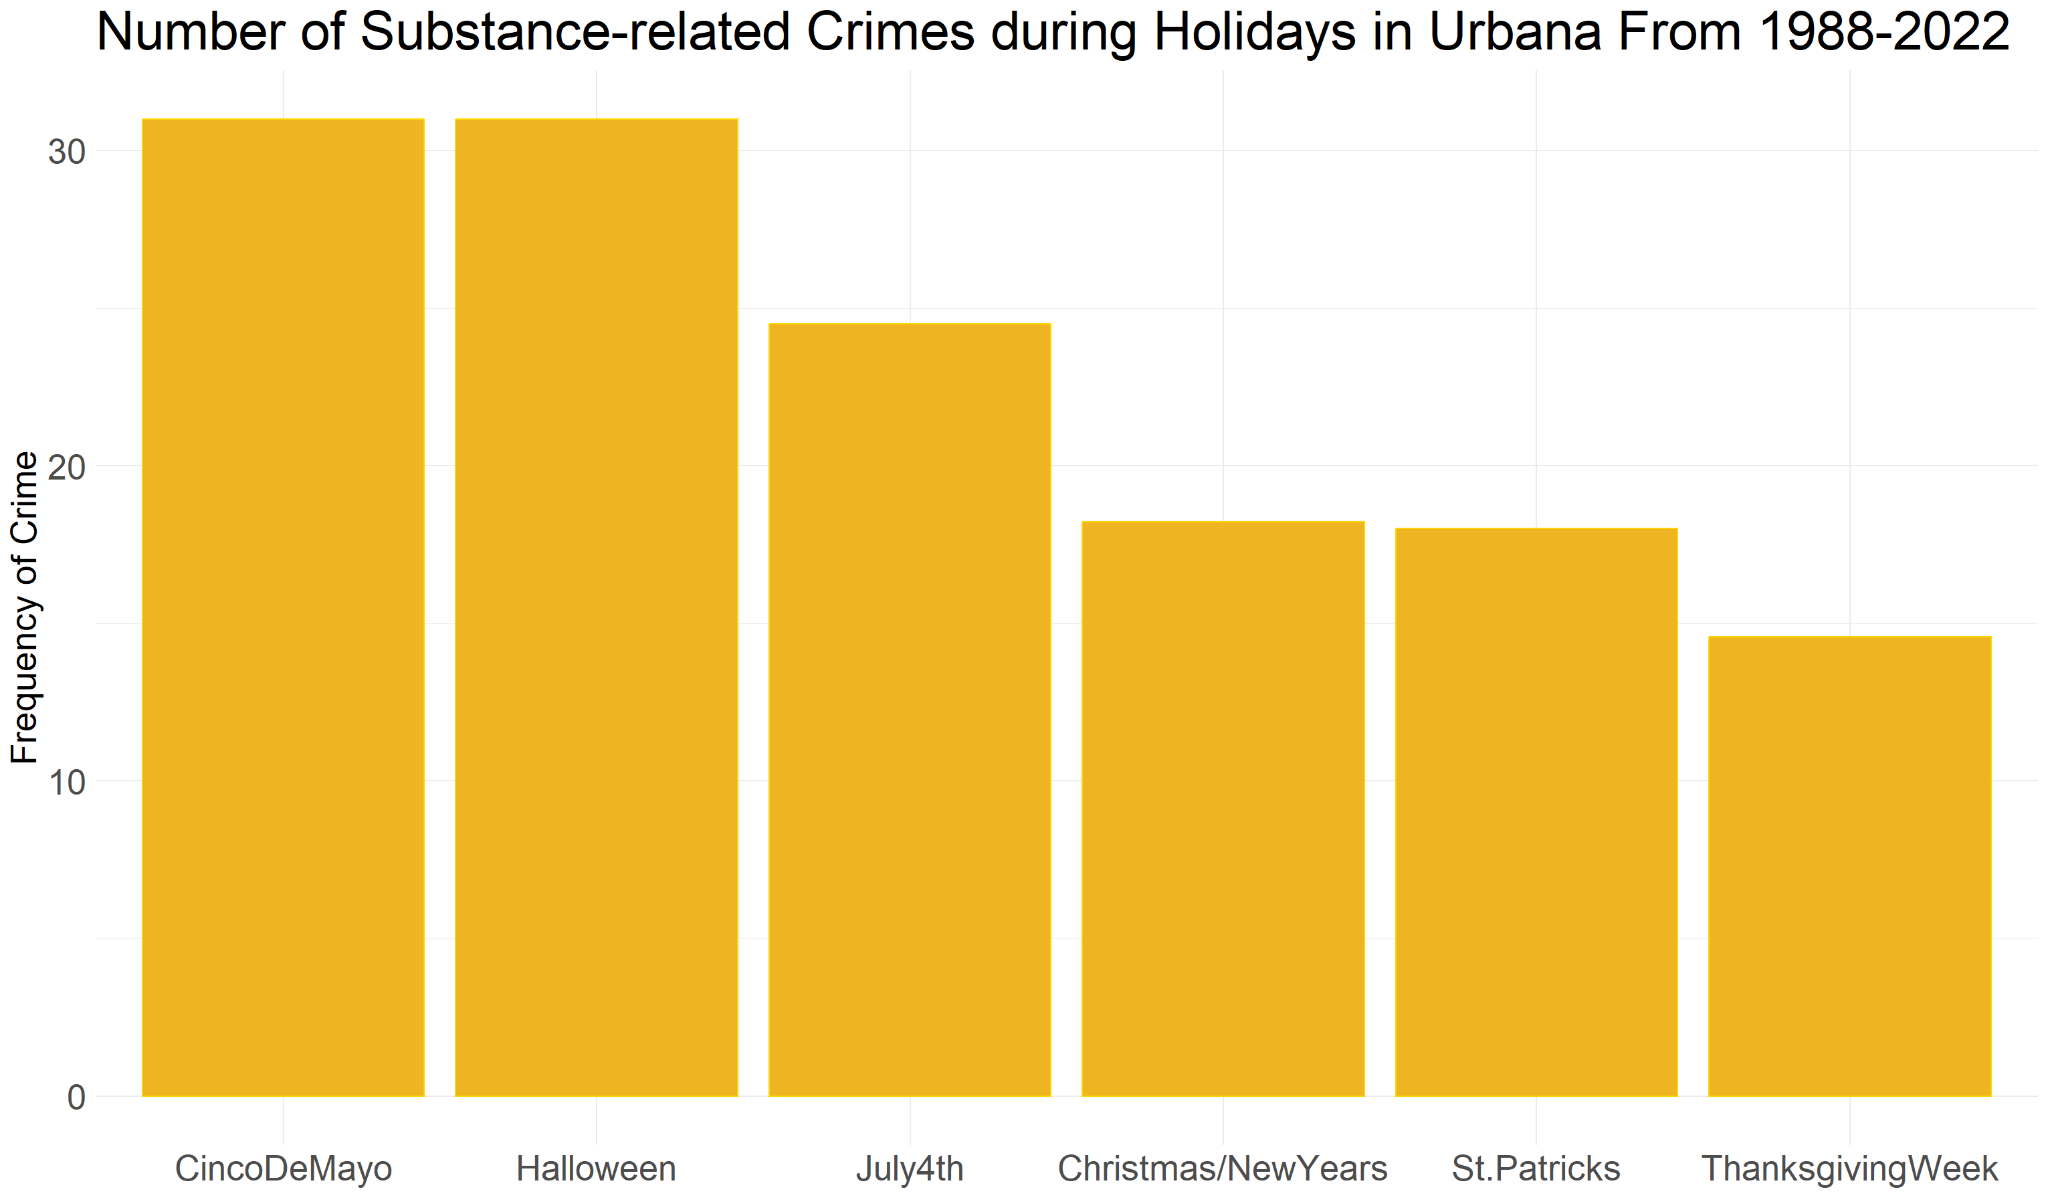 Number of Substance-related Crimes during Holidays in Urbana From 1988-2022
Frequency of Crime
30
20
10
0
CincoDeMayo
Halloween
July4th
Christmas/NewYears
St.Patricks
ThanksgivingWeek